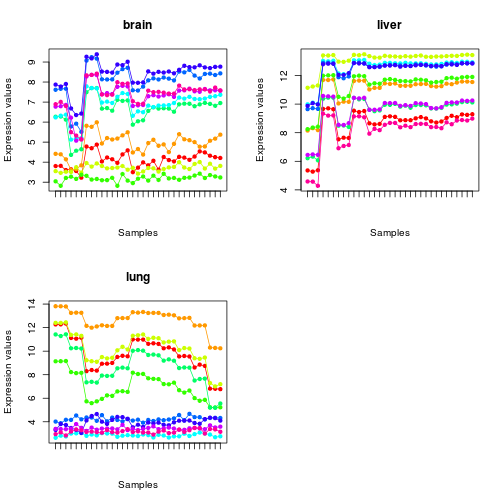 brain
Expression values
9
8
7
6
5
4
3
Samples
liver
Expression values
12
10
8
6
4
Samples
lung
Expression values
14
12
10
8
6
4
Samples